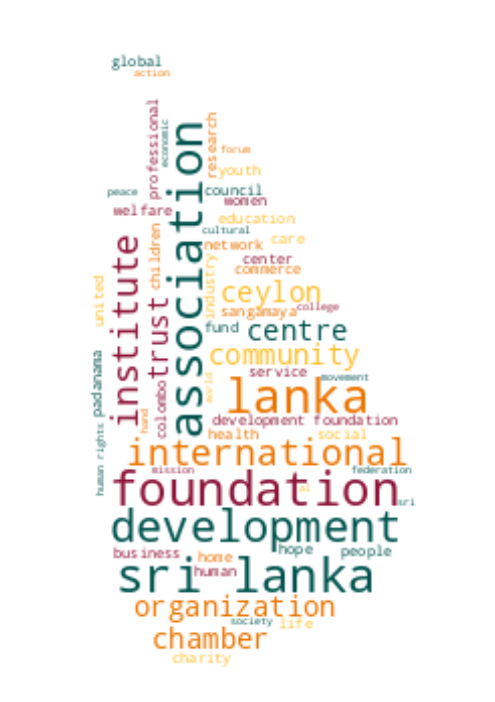 global
action
professional
economic
association
research
forum
youth
peace
council
women
welfare
education
cultural
children
care
network
institute
center
commerce
industry
united
ceylon
sangamaya
college
trust
fund
centre
community
padanama
colombo
service
movement
world
lanka
hand
development foundation
health
social
human rights
international
mission
federation
foundation
al
sri
development
business
hope
people
home
human
sri lanka
organization
society
life
chamber
charity